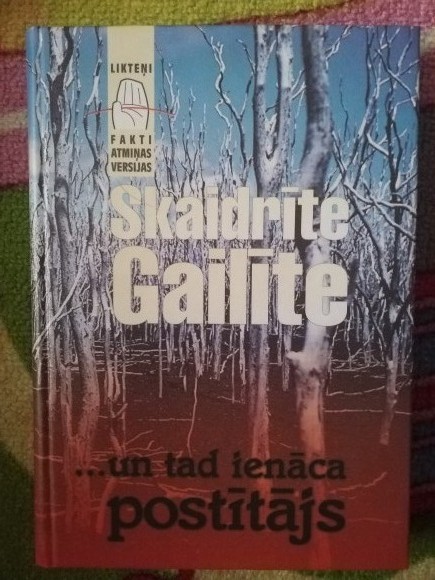 LIKTEŅI
FAKTI
ATMIŅAS
VERSIJAS
Skaidrīte
Gailīte
...un tad ienāca
postītājs